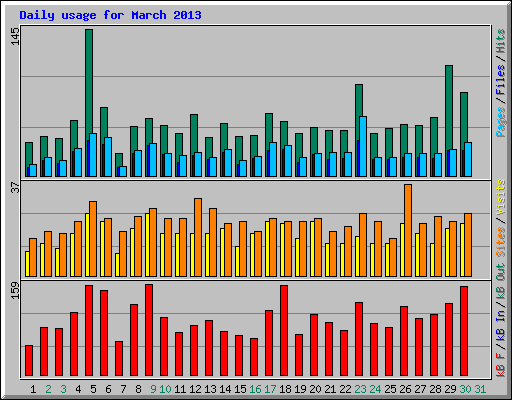 Daily usage for March 2013
145
37
159
Pages / Files / Hits
Sites / Visits
kB F / kB In / kB Out
1 2 3 4 5 6 7 8 9 10 11 12 13 14 15 16 17 18 19 20 21 22 23 24 25 26 27 28 29 30 31